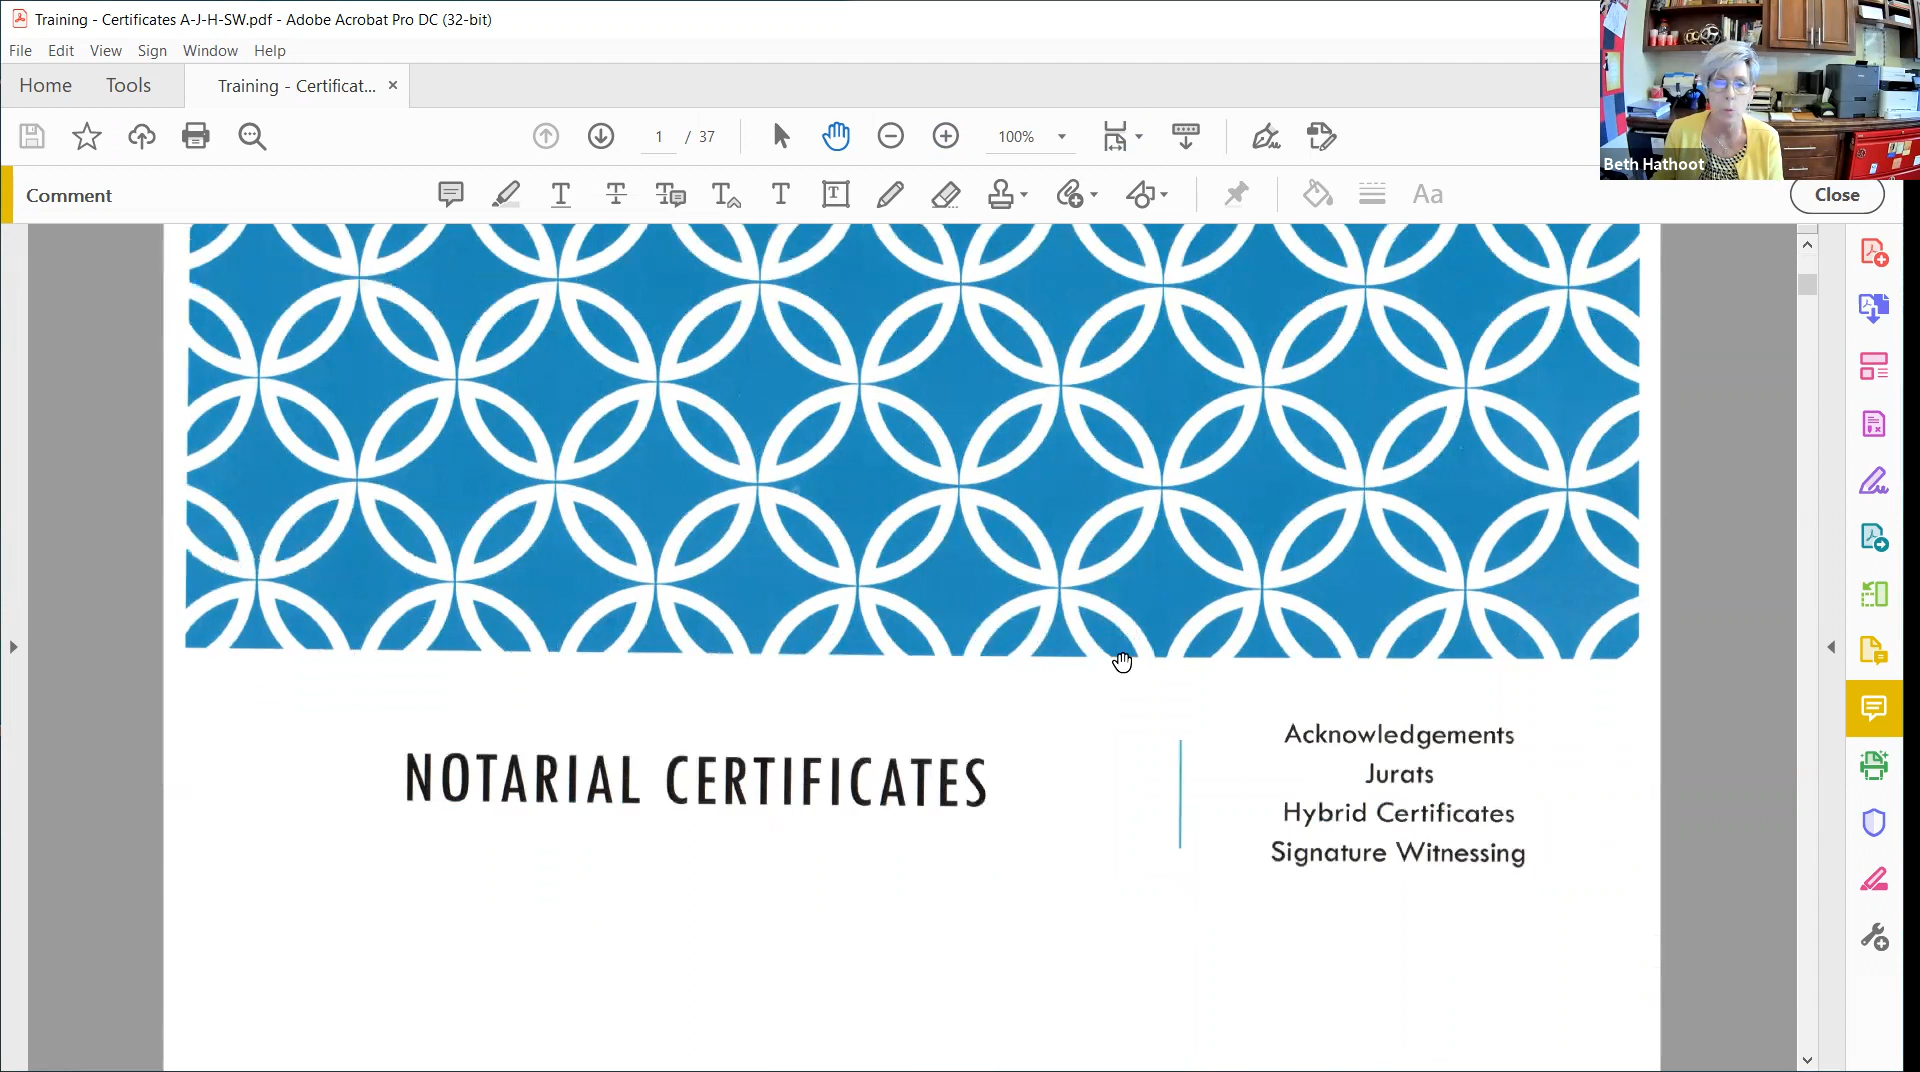 Training - Certificates A-J-H-SW.pdf - Adobe Acrobat Pro DC (32-bit)
File Edit View Sign Window Help
Home Tools Training - Certificat... ×
1 / 37 100%
Beth Hathoot
Comment Aa Close
NOTARIAL CERTIFICATES
Acknowledgements
Jurats
Hybrid Certificates
Signature Witnessing